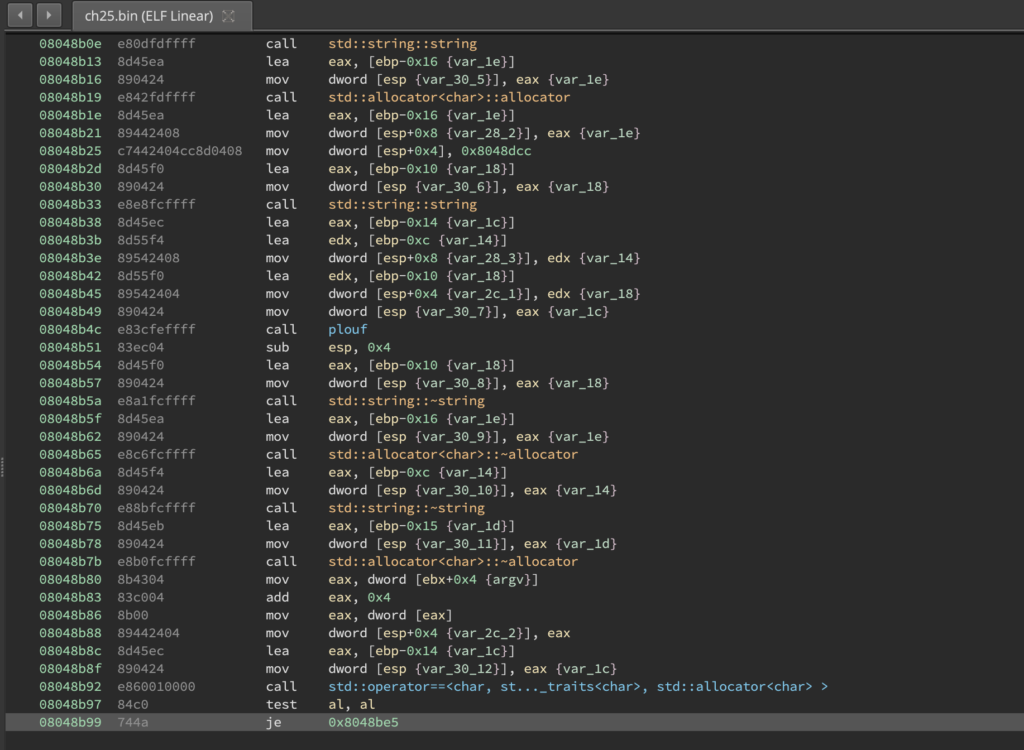 ch25.bin (ELF Linear)
08048b0e e80dfdffff call std::string::string
08048b13 8d45ea lea eax, [ebp-0x16 {var_1e}]
08048b16 890424 mov dword [esp {var_30_5}], eax {var_1e}
08048b19 e842fdffff call std::allocator<char>::allocator
08048b1e 8d45ea lea eax, [ebp-0x16 {var_1e}]
08048b21 89442408 mov dword [esp+0x8 {var_28_2}], eax {var_1e}
08048b25 c7442404cc8d0408 mov dword [esp+0x4], 0x8048dcc
08048b2d 8d45f0 lea eax, [ebp-0x10 {var_18}]
08048b30 890424 mov dword [esp {var_30_6}], eax {var_18}
08048b33 e8e8fcffff call std::string::string
08048b38 8d45ec lea eax, [ebp-0x14 {var_1c}]
08048b3b 8d55f4 lea edx, [ebp-0xc {var_14}]
08048b3e 89542408 mov dword [esp+0x8 {var_28_3}], edx {var_14}
08048b42 8d55f0 lea edx, [ebp-0x10 {var_18}]
08048b45 89542404 mov dword [esp+0x4 {var_2c_1}], edx {var_18}
08048b49 890424 mov dword [esp {var_30_7}], eax {var_1c}
08048b4c e83cfeffff call plouf
08048b51 83ec04 sub esp, 0x4
08048b54 8d45f0 lea eax, [ebp-0x10 {var_18}]
08048b57 890424 mov dword [esp {var_30_8}], eax {var_18}
08048b5a e8a1fcffff call std::string::~string
08048b5f 8d45ea lea eax, [ebp-0x16 {var_1e}]
08048b62 890424 mov dword [esp {var_30_9}], eax {var_1e}
08048b65 e8c6fcffff call std::allocator<char>::~allocator
08048b6a 8d45f4 lea eax, [ebp-0xc {var_14}]
08048b6d 890424 mov dword [esp {var_30_10}], eax {var_14}
08048b70 e88bfcffff call std::string::~string
08048b75 8d45eb lea eax, [ebp-0x15 {var_1d}]
08048b78 890424 mov dword [esp {var_30_11}], eax {var_1d}
08048b7b e8b0fcffff call std::allocator<char>::~allocator
08048b80 8b4304 mov eax, dword [ebx+0x4 {argv}]
08048b83 83c004 add eax, 0x4
08048b86 8b00 mov eax, dword [eax]
08048b88 89442404 mov dword [esp+0x4 {var_2c_2}], eax
08048b8c 8d45ec lea eax, [ebp-0x14 {var_1c}]
08048b8f 890424 mov dword [esp {var_30_12}], eax {var_1c}
08048b92 e860010000 call std::operator==<char, st..._traits<char>, std::allocator<char> >
08048b97 84c0 test al, al
08048b99 744a je 0x8048be5